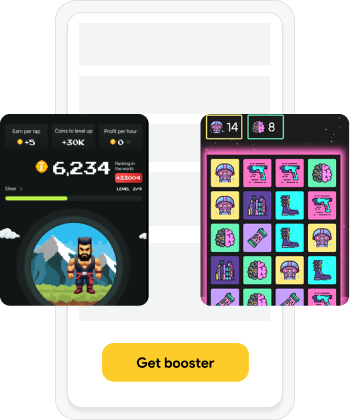 Earn per tap
+5
Coins to level up
+30K
Profit per hour
0
6,234
Ranking in
the world
+33004
Silver >
LEVEL 2/9
14
8
Get booster